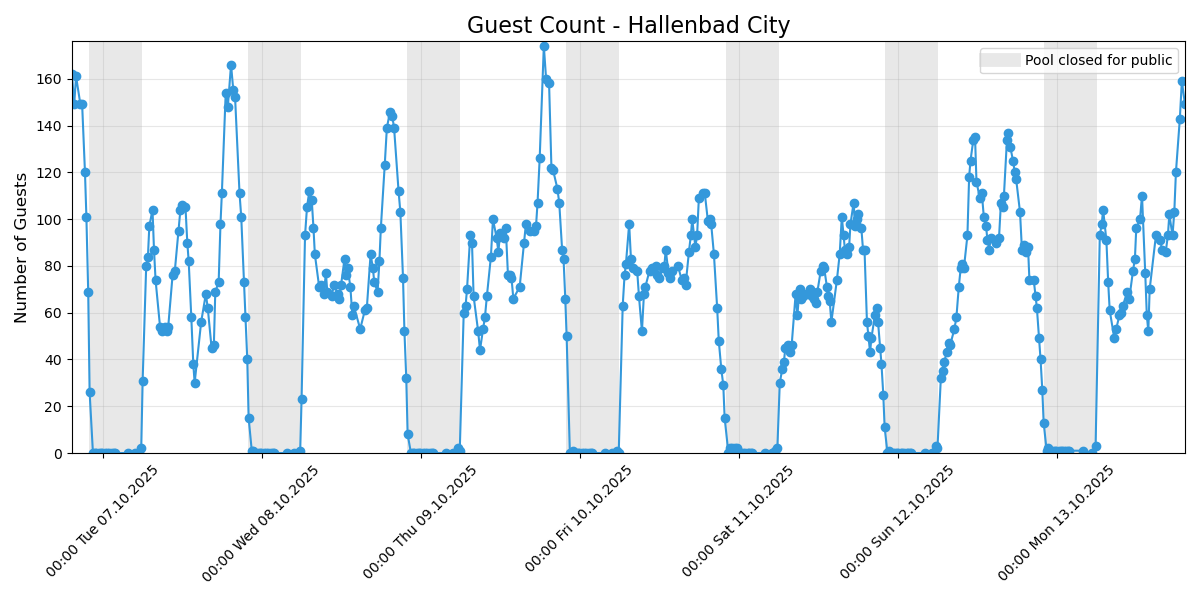 Guest Count - Hallenbad City
Pool closed for public
Number of Guests
160
140
120
100
80
60
40
20
0
00:00 Tue 07.10.2025
00:00 Wed 08.10.2025
00:00 Thu 09.10.2025
00:00 Fri 10.10.2025
00:00 Sat 11.10.2025
00:00 Sun 12.10.2025
00:00 Mon 13.10.2025